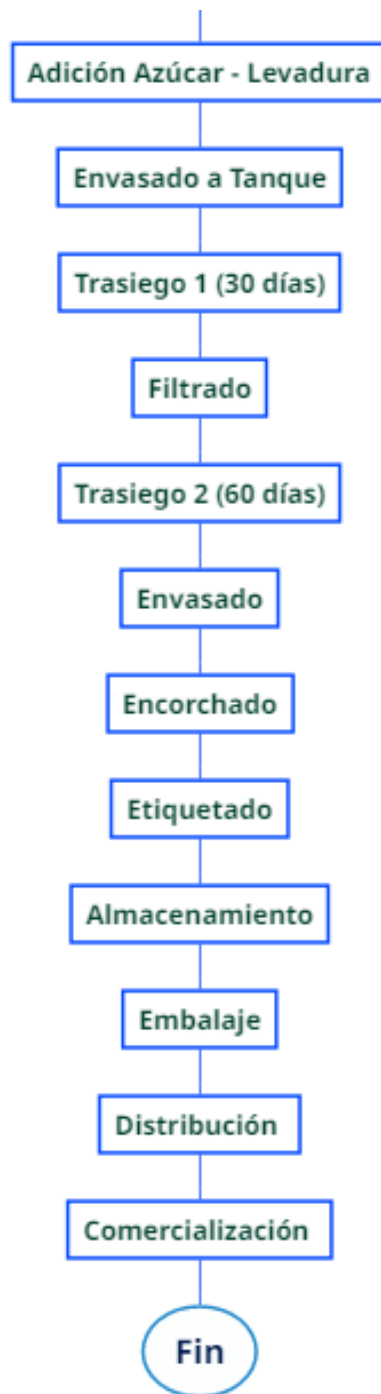 Adición Azúcar - Levadura
Envasado a Tanque
Trasiego 1 (30 días)
Filtrado
Trasiego 2 (60 días)
Envasado
Encorchado
Etiquetado
Almacenamiento
Embalaje
Distribución
Comercialización
Fin